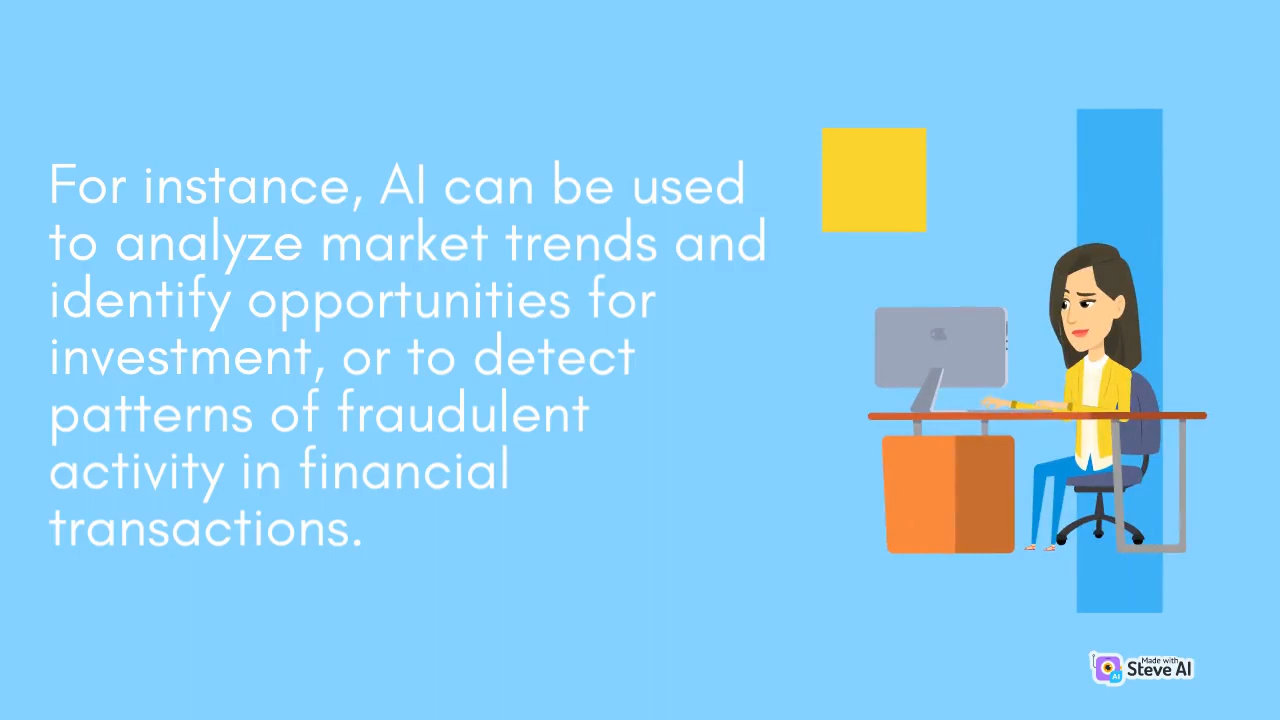 For instance, AI can be used
to analyze market trends and
identify opportunities for
investment, or to detect
patterns of fraudulent
activity in financial
transactions.
Made with
Steve AI
AI